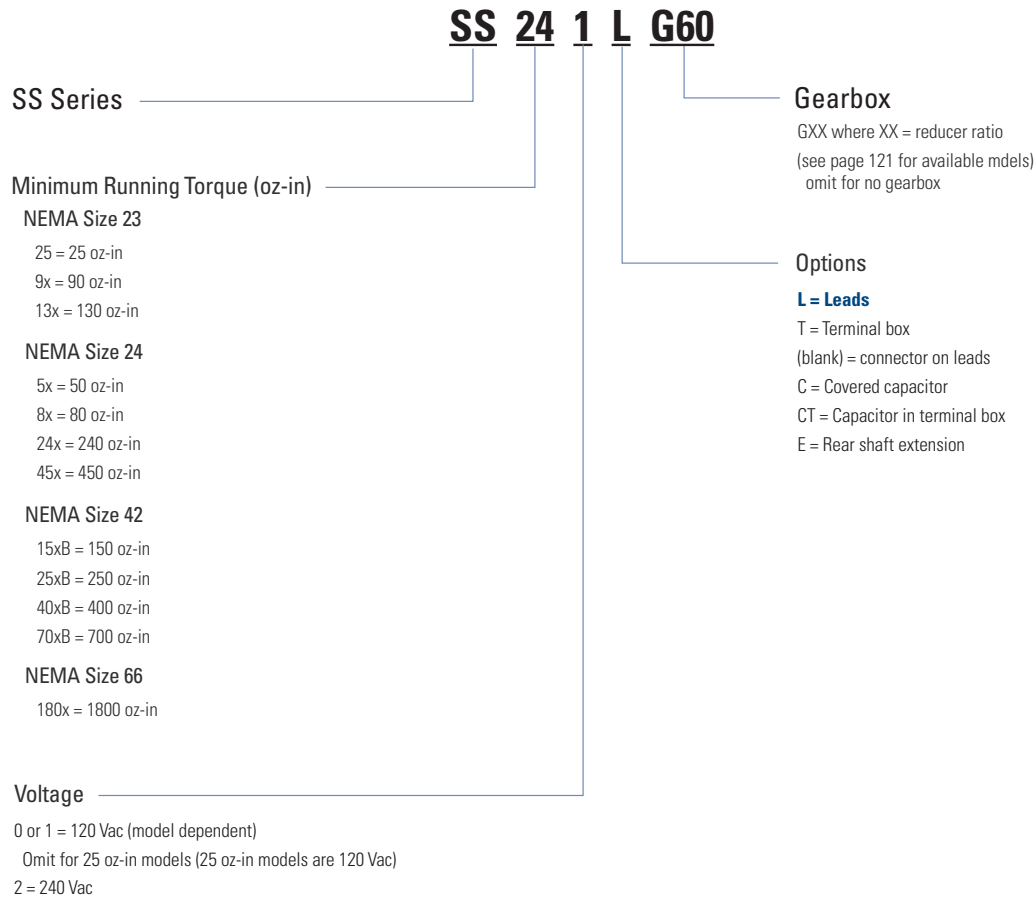 SS 24 1 L G60
SS Series
Minimum Running Torque (oz-in)
NEMA Size 23
25 = 25 oz-in
9x = 90 oz-in
13x = 130 oz-in
NEMA Size 24
5x = 50 oz-in
8x = 80 oz-in
24x = 240 oz-in
45x = 450 oz-in
NEMA Size 42
15xB = 150 oz-in
25xB = 250 oz-in
40xB = 400 oz-in
70xB = 700 oz-in
NEMA Size 66
180x = 1800 oz-in
Voltage
0 or 1 = 120 Vac (model dependent)
Omit for 25 oz-in models (25 oz-in models are 120 Vac)
2 = 240 Vac
Gearbox
GXX where XX = reducer ratio
(see page 121 for available mdels)
omit for no gearbox
Options
L = Leads
T = Terminal box
(blank) = connector on leads
C = Covered capacitor
CT = Capacitor in terminal box
E = Rear shaft extension